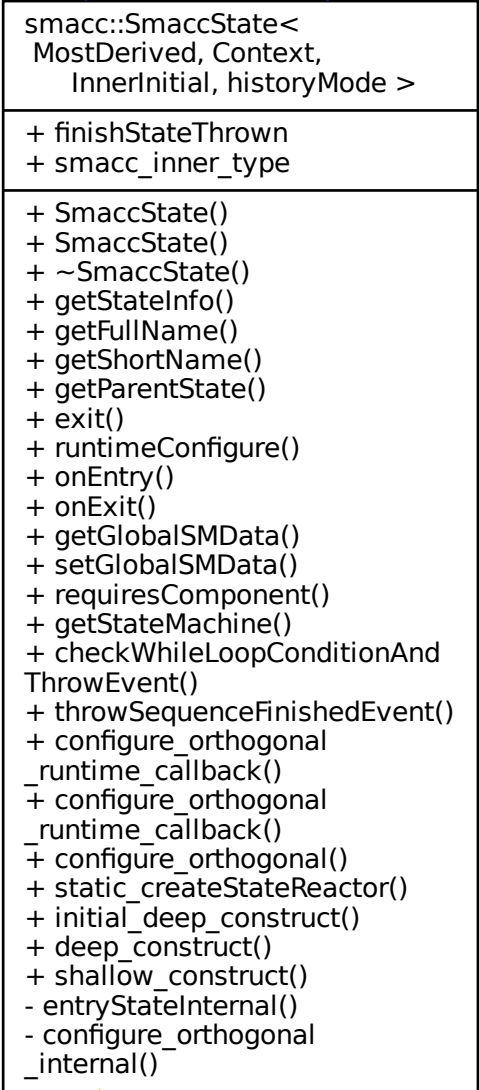 smacc::SmaccState<
MostDerived, Context,
InnerInitial, historyMode >
+ finishStateThrown
+ smacc_inner_type
+ SmaccState()
+ SmaccState()
+ ~SmaccState()
+ getStateInfo()
+ getFullName()
+ getShortName()
+ getParentState()
+ exit()
+ runtimeConfigure()
+ onEntry()
+ onExit()
+ getGlobalSMData()
+ setGlobalSMData()
+ requiresComponent()
+ getStateMachine()
+ checkWhileLoopConditionAnd
ThrowEvent()
+ throwSequenceFinishedEvent()
+ configure_orthogonal
_runtime_callback()
+ configure_orthogonal
_runtime_callback()
+ configure_orthogonal()
+ static_createStateReactor()
+ initial_deep_construct()
+ deep_construct()
+ shallow_construct()
- entryStateInternal()
- configure_orthogonal
_internal()